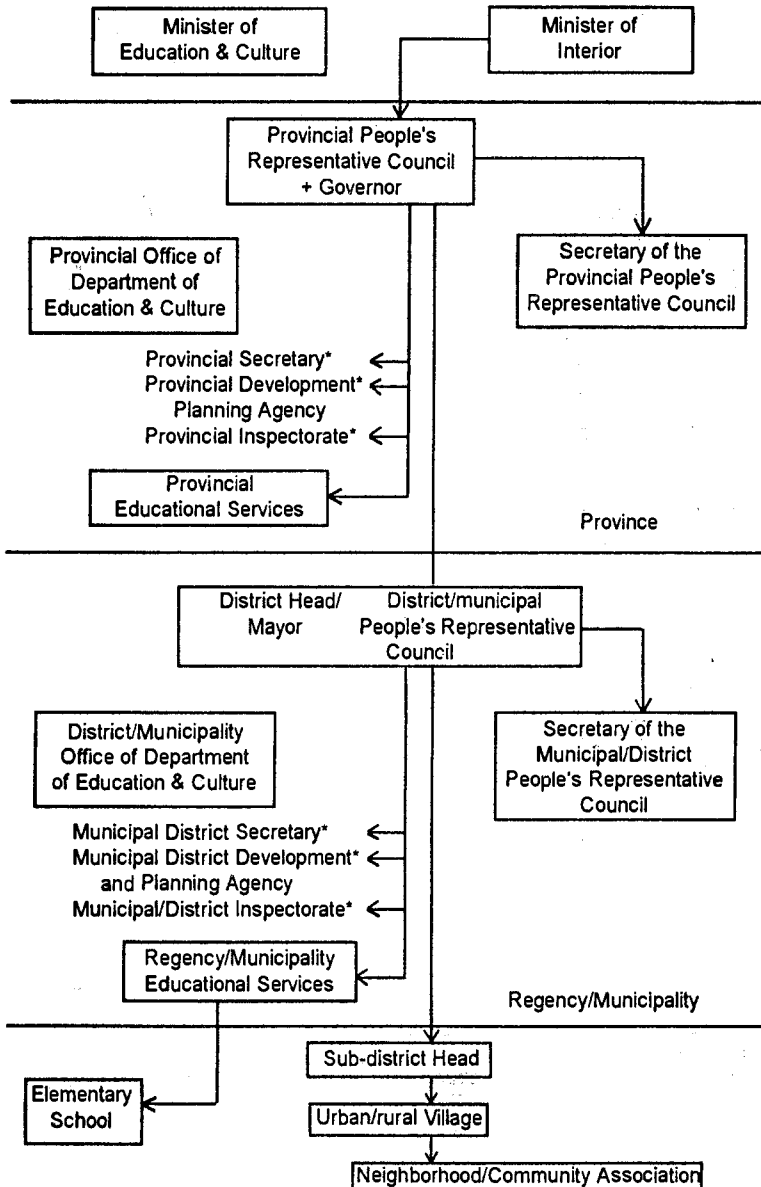 Minister of
Education & Culture
Minister of
Interior
Provincial People's
Representative Council
+ Governor
Provincial Office of
Department of
Education & Culture
Secretary of the
Provincial People's
Representative Council
Provincial Secretary*
Provincial Development*
Planning Agency
Provincial Inspectorate*
Provincial
Educational Services
Province
District Head/
Mayor
District/municipal
People's Representative
Council
District/Municipality
Office of Department
of Education & Culture
Secretary of the
Municipal/District
People's Representative
Council
Municipal District Secretary*
Municipal District Development*
and Planning Agency
Municipal/District Inspectorate*
Regency/Municipality
Educational Services
Regency/Municipality
Sub-district Head
Elementary
School
Urban/rural Village
Neighborhood/Community Association